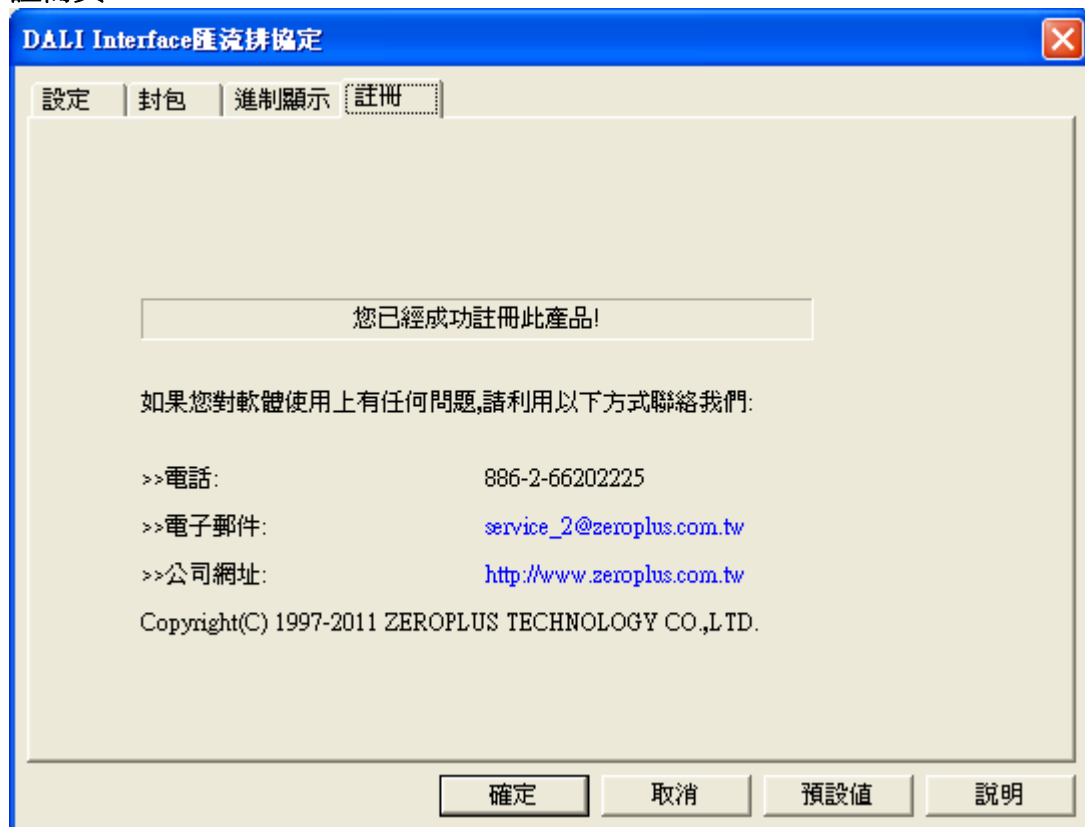 DALI Interface匯流排協定
設定 封包 進制顯示 註冊
您已經成功註冊此產品!
如果您對軟體使用上有任何問題,請利用以下方式聯絡我們:
>>電話: 886-2-66202225
>>電子郵件: service_2@zeroplus.com.tw
>>公司網址: http://www.zeroplus.com.tw
Copyright(C) 1997-2011 ZEROPLUS TECHNOLOGY CO.,LTD.
確定 取消 預設值 說明